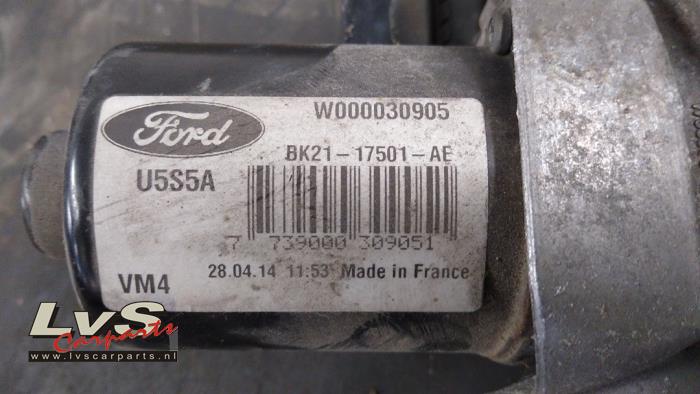 Ford
W000030905
BK21-17501-AE
U5S5A
7 739000 309051
28.04.14 11:53 Made in France
VM4
LvS
Carparts
www.lvscarparts.nl